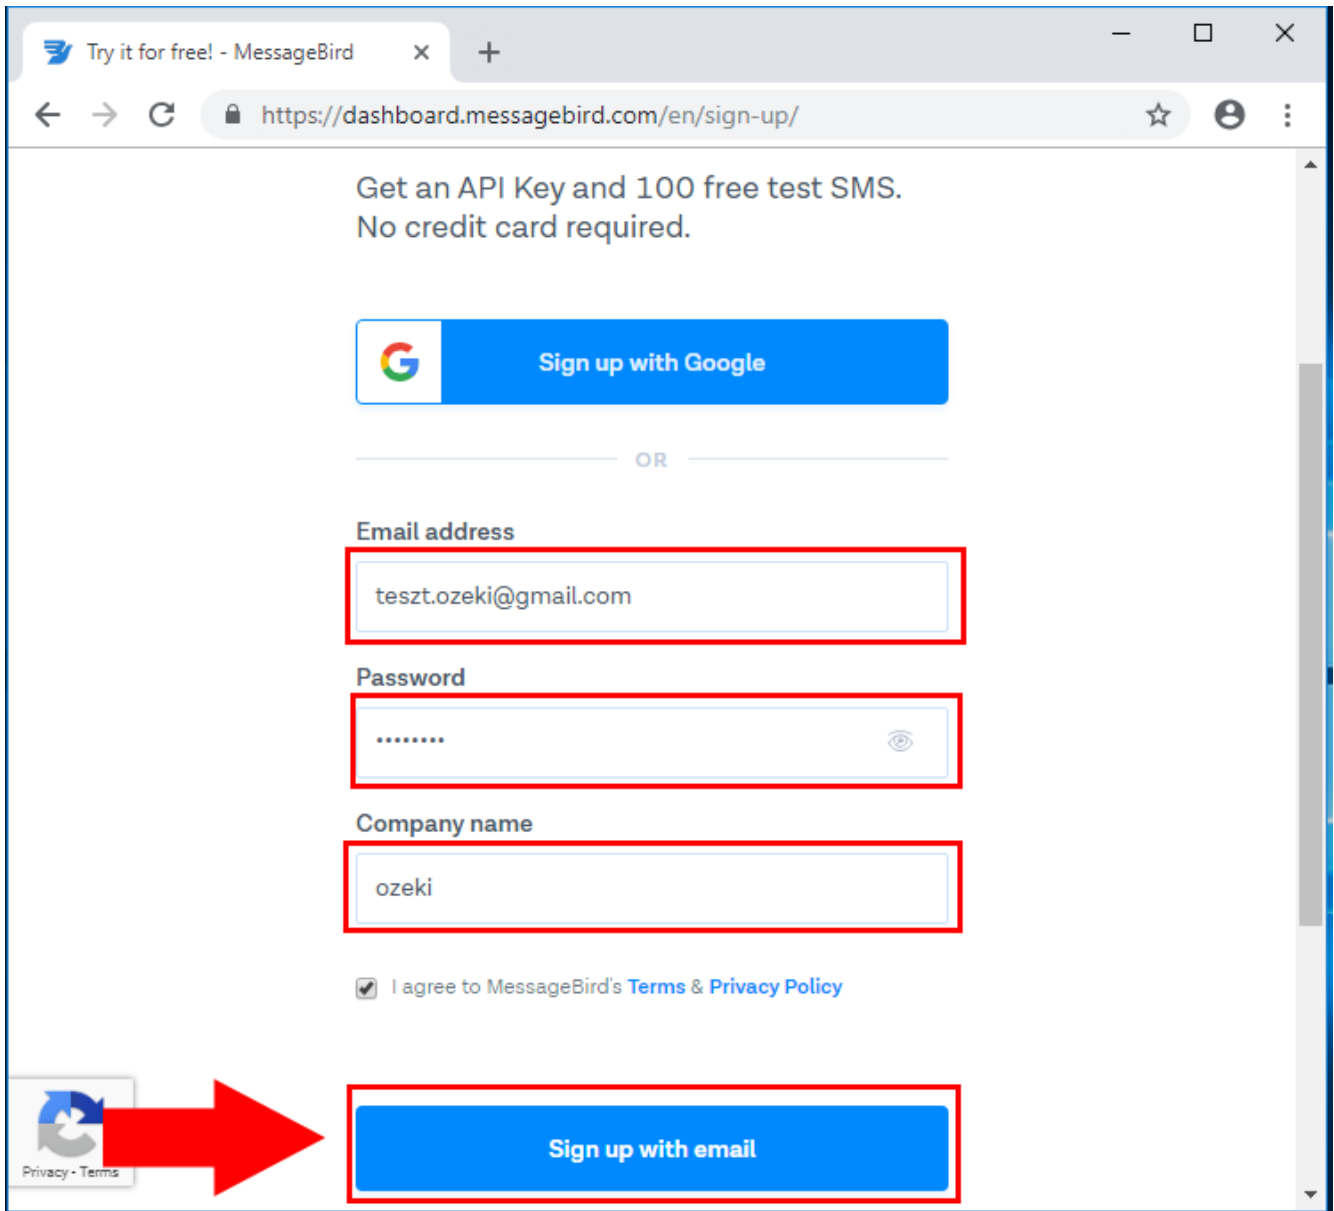 Try it for free! - MessageBird
https://dashboard.messagebird.com/en/sign-up/
Get an API Key and 100 free test SMS.
No credit card required.
Sign up with Google
OR
Email address
teszt.ozeki@gmail.com
Password
••••••••
Company name
ozeki
I agree to MessageBird's Terms & Privacy Policy
Privacy - Terms
Sign up with email